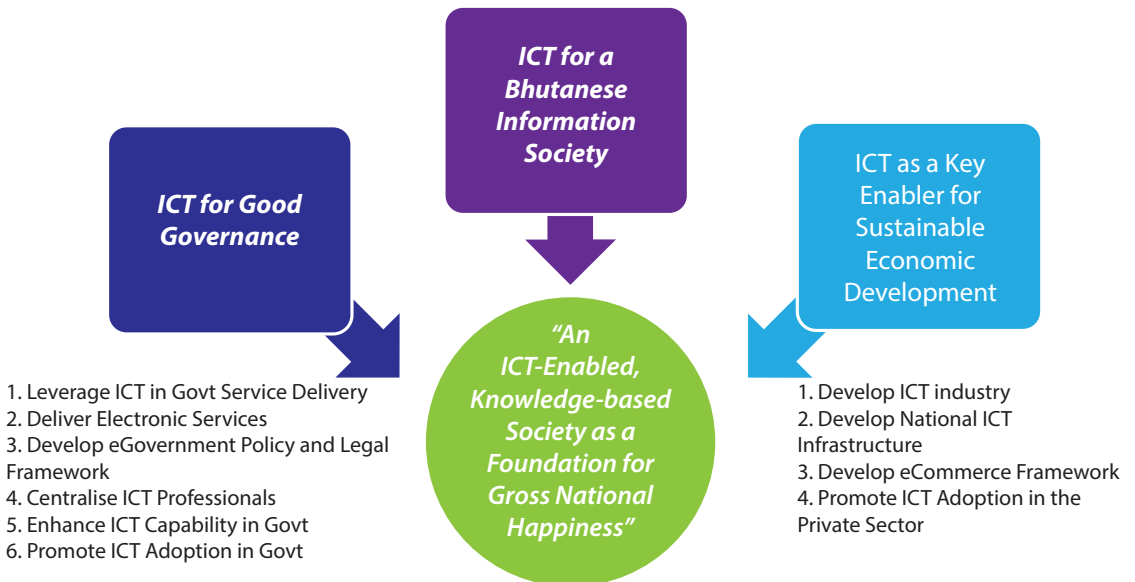 ICT for a
Bhutanese
Information
Society
ICT for Good
Governance
ICT as a Key
Enabler for
Sustainable
Economic
Development
"An
ICT-Enabled,
Knowledge-based
Society as a
Foundation for
Gross National
Happiness"
1. Leverage ICT in Govt Service Delivery
2. Deliver Electronic Services
3. Develop eGovernment Policy and Legal
Framework
4. Centralise ICT Professionals
5. Enhance ICT Capability in Govt
6. Promote ICT Adoption in Govt
1. Develop ICT industry
2. Develop National ICT
Infrastructure
3. Develop eCommerce Framework
4. Promote ICT Adoption in the
Private Sector